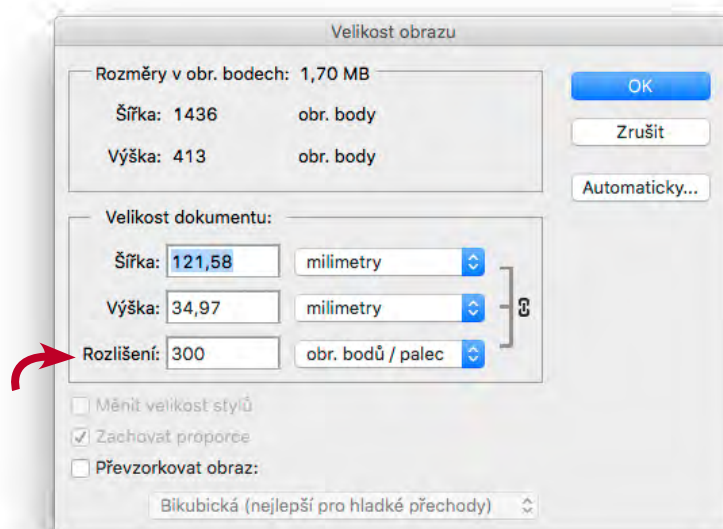 Velikost obrazu
Rozměry v obr. bodech: 1,70 MB
Šířka: 1436 obr. body
Výška: 413 obr. body
OK
Zrušit
Automaticky...
Velikost dokumentu:
Šířka: 121,58 milimetry
Výška: 34,97 milimetry
Rozlišení: 300 obr. bodů / palec
Měnit velikost stylů
Zachovat proporce
Převzorkovat obraz:
Bikubická (nejlepší pro hladké přechody)